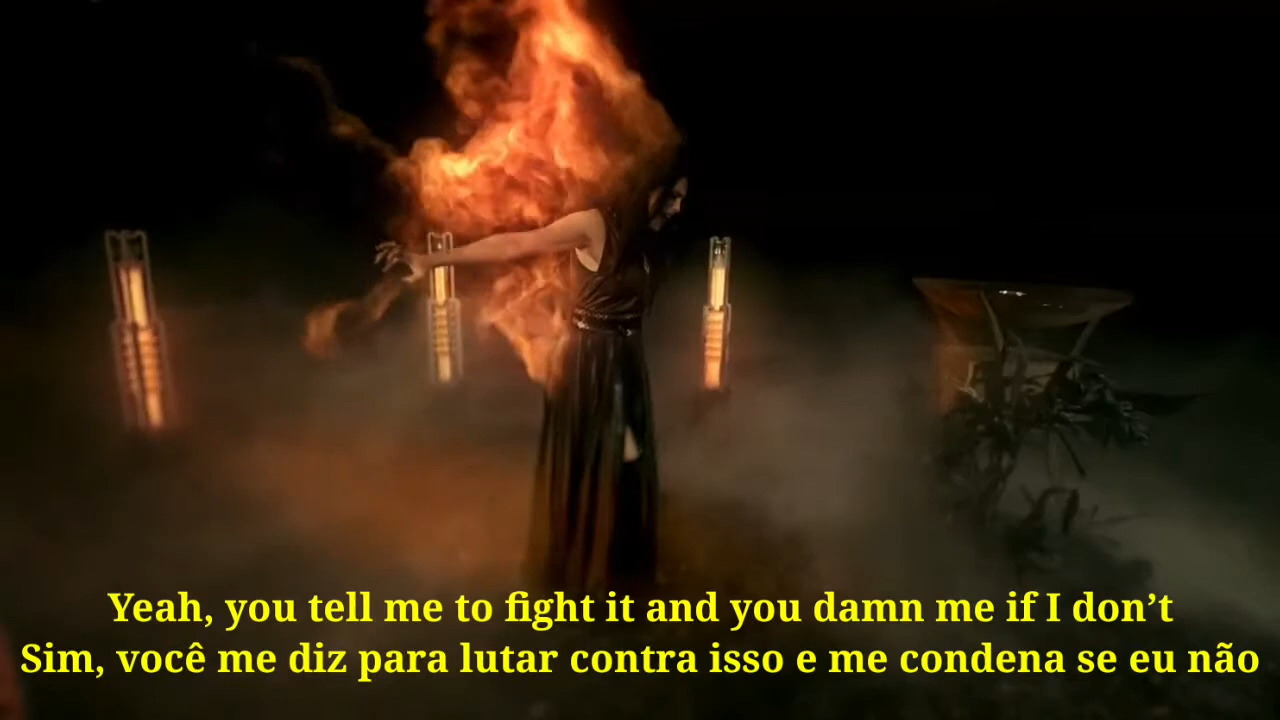 Yeah, you tell me to fight it and you damn me if I don’t
Sim, você me diz para lutar contra isso e me condena se eu não